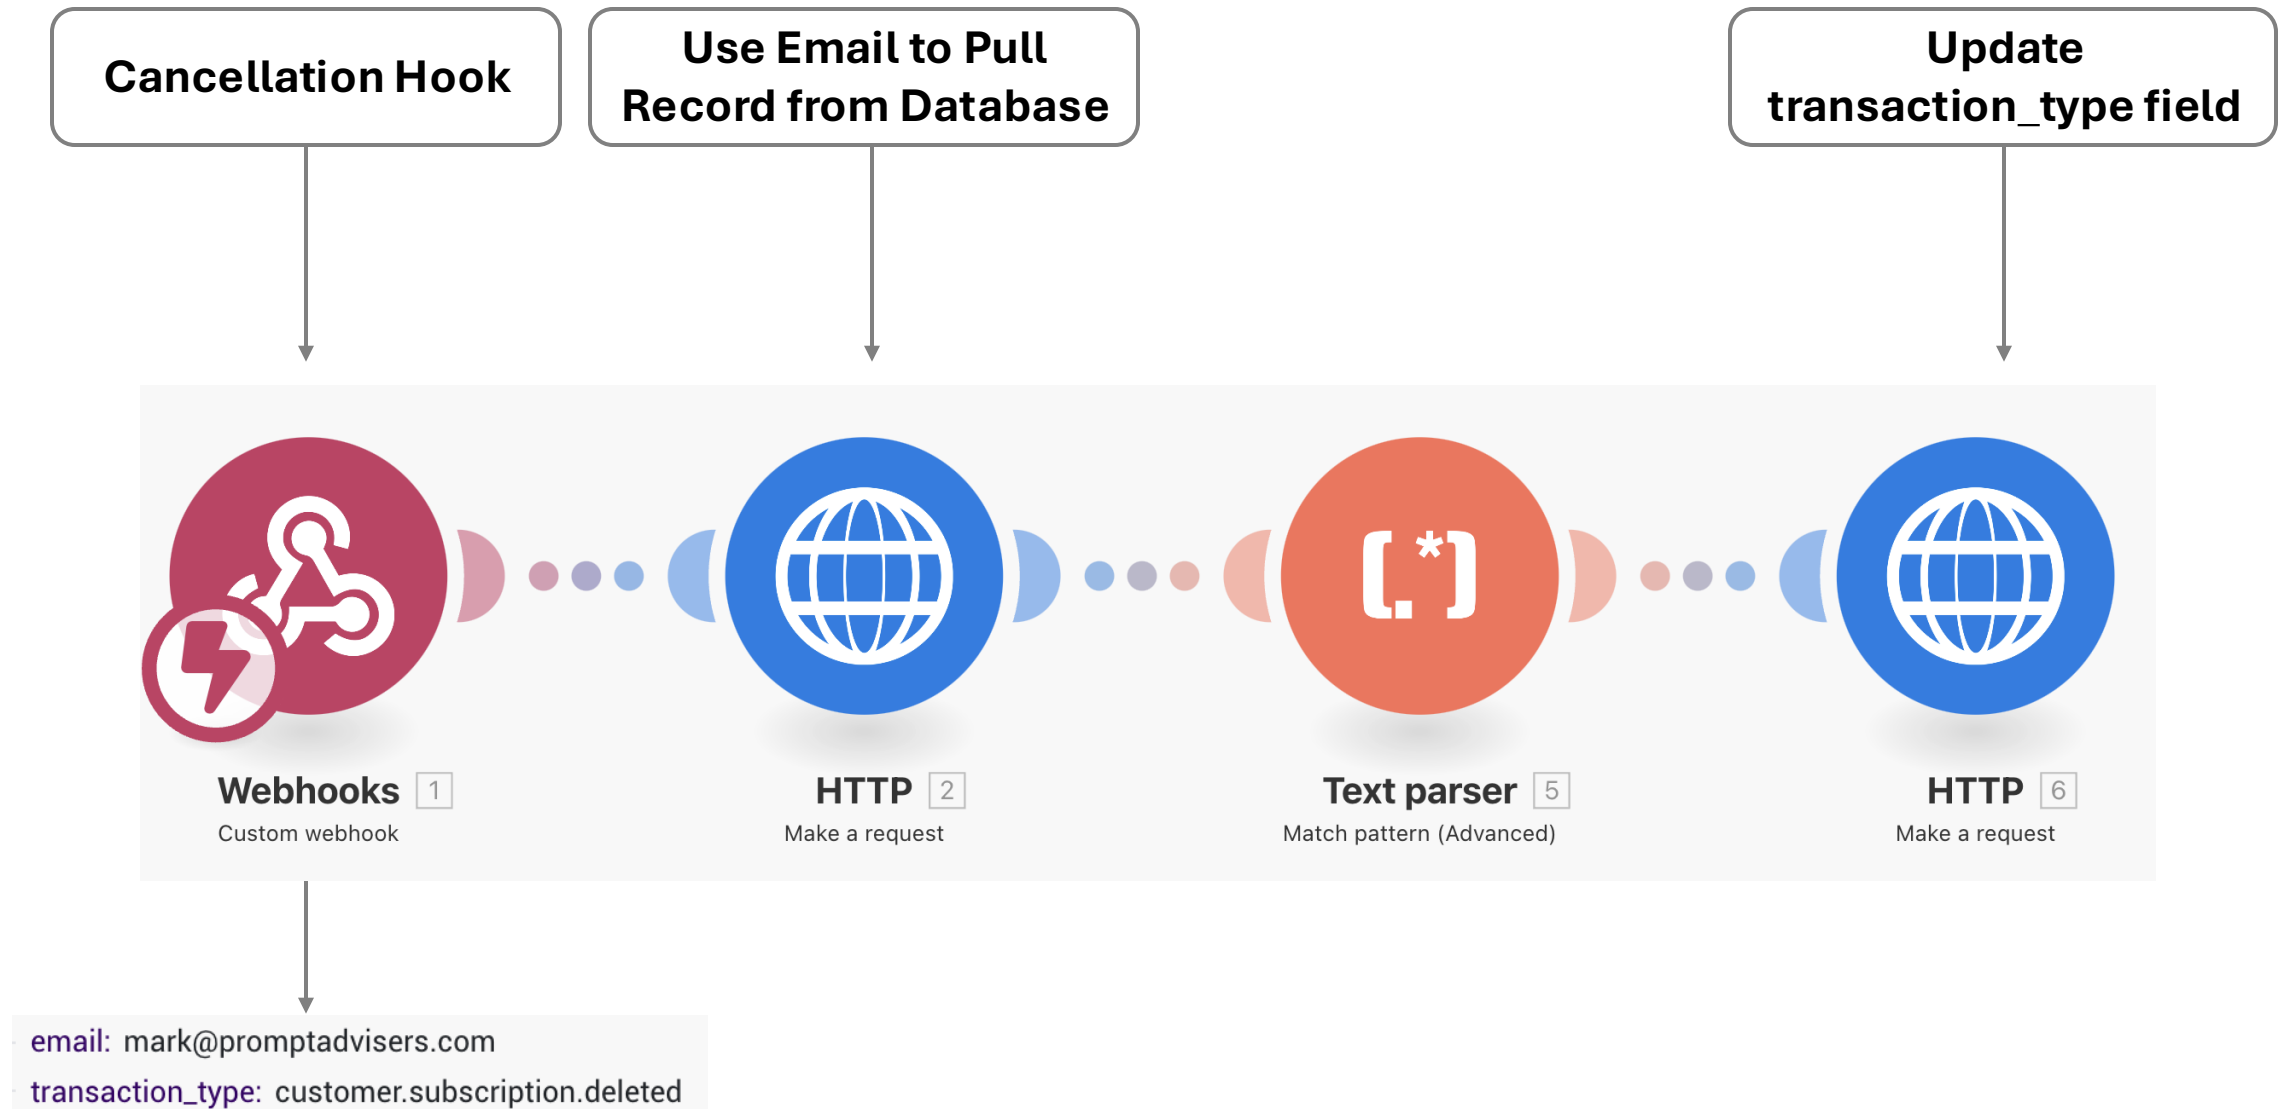 Cancellation Hook
Use Email to Pull
Record from Database
Update
transaction_type field
Webhooks 1
Custom webhook
HTTP 2
Make a request
Text parser 5
Match pattern (Advanced)
HTTP 6
Make a request
email: mark@promptadvisers.com
transaction_type: customer.subscription.deleted